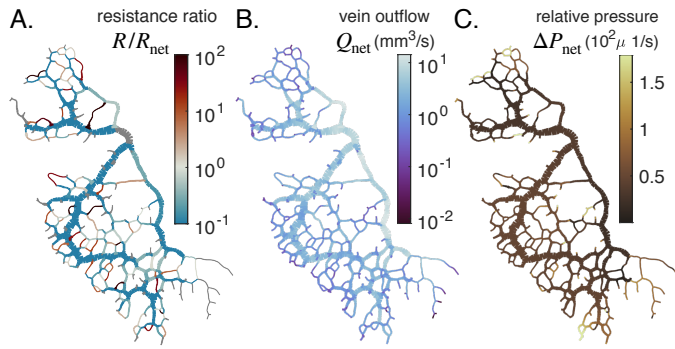 A.
resistance ratio
R/R_net
10^2
10^1
10^0
10^-1
B.
vein outflow
Q_net (mm^3/s)
10^1
10^0
10^-1
10^-2
C.
relative pressure
ΔP_net (10^2 μ 1/s)
1.5
1
0.5